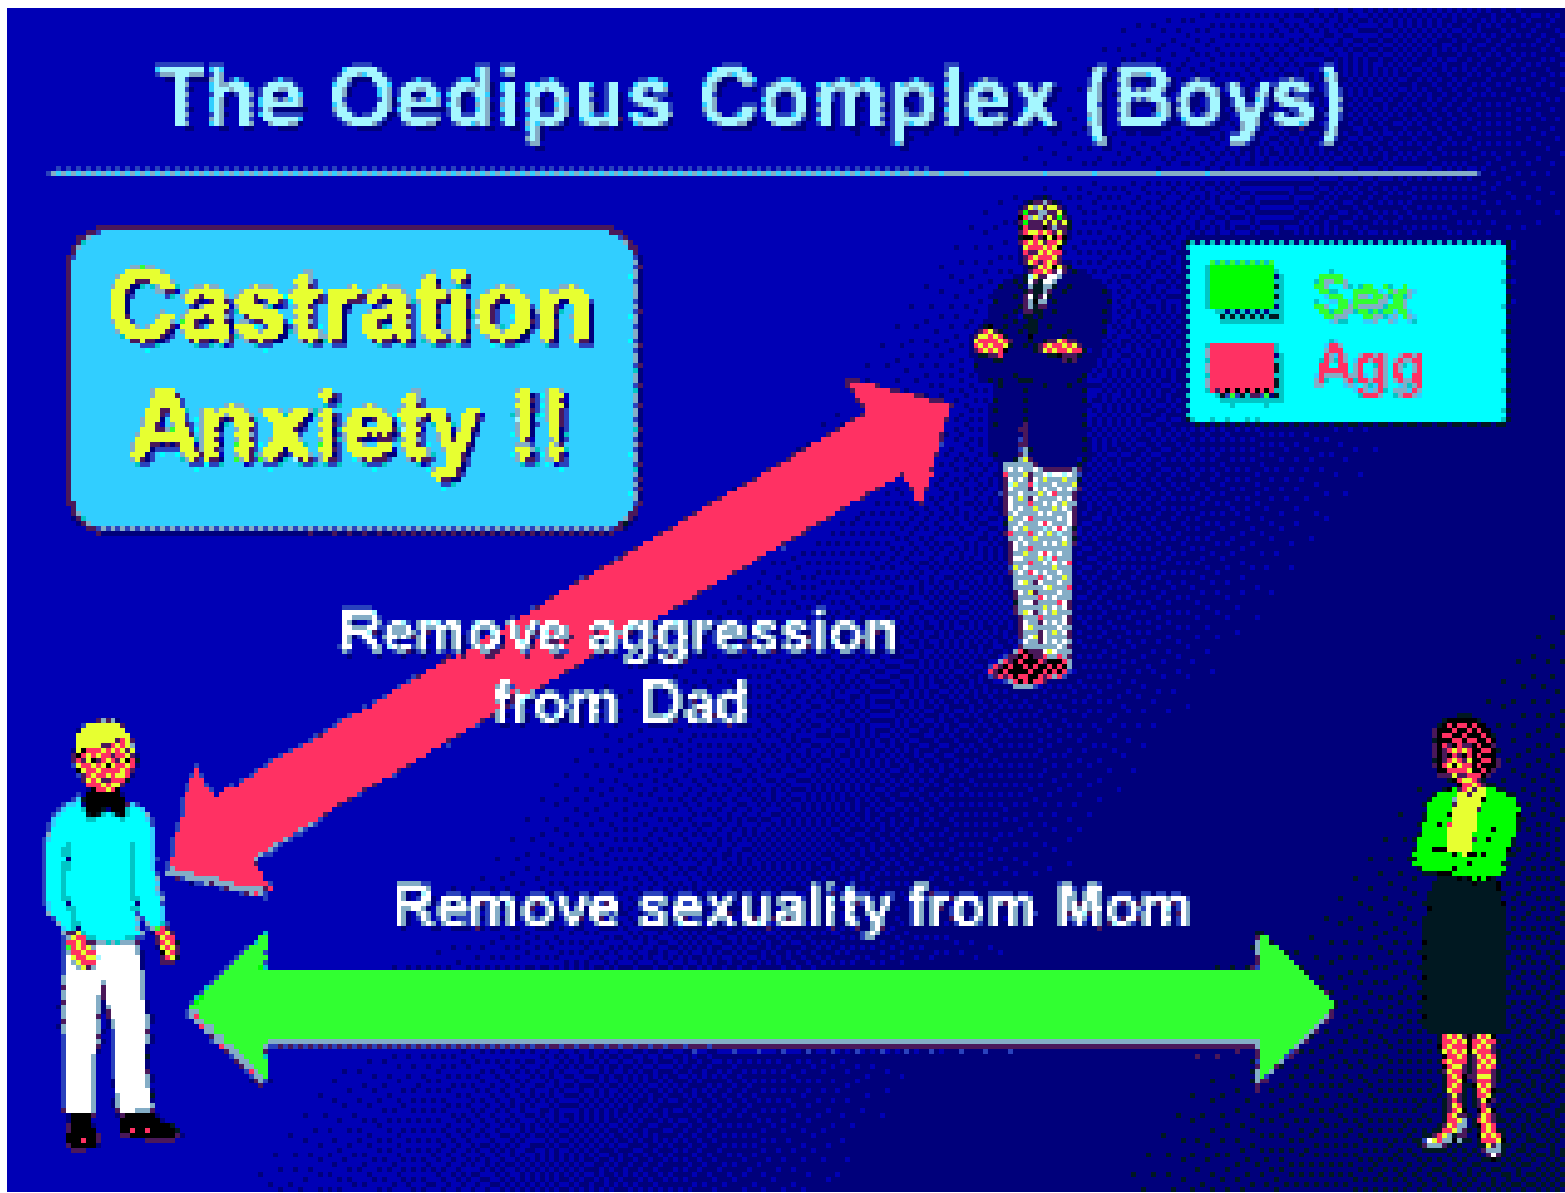 The Oedipus Complex (Boys)
Castration
Anxiety !!
Sex
Agg
Remove aggression
from Dad
Remove sexuality from Mom